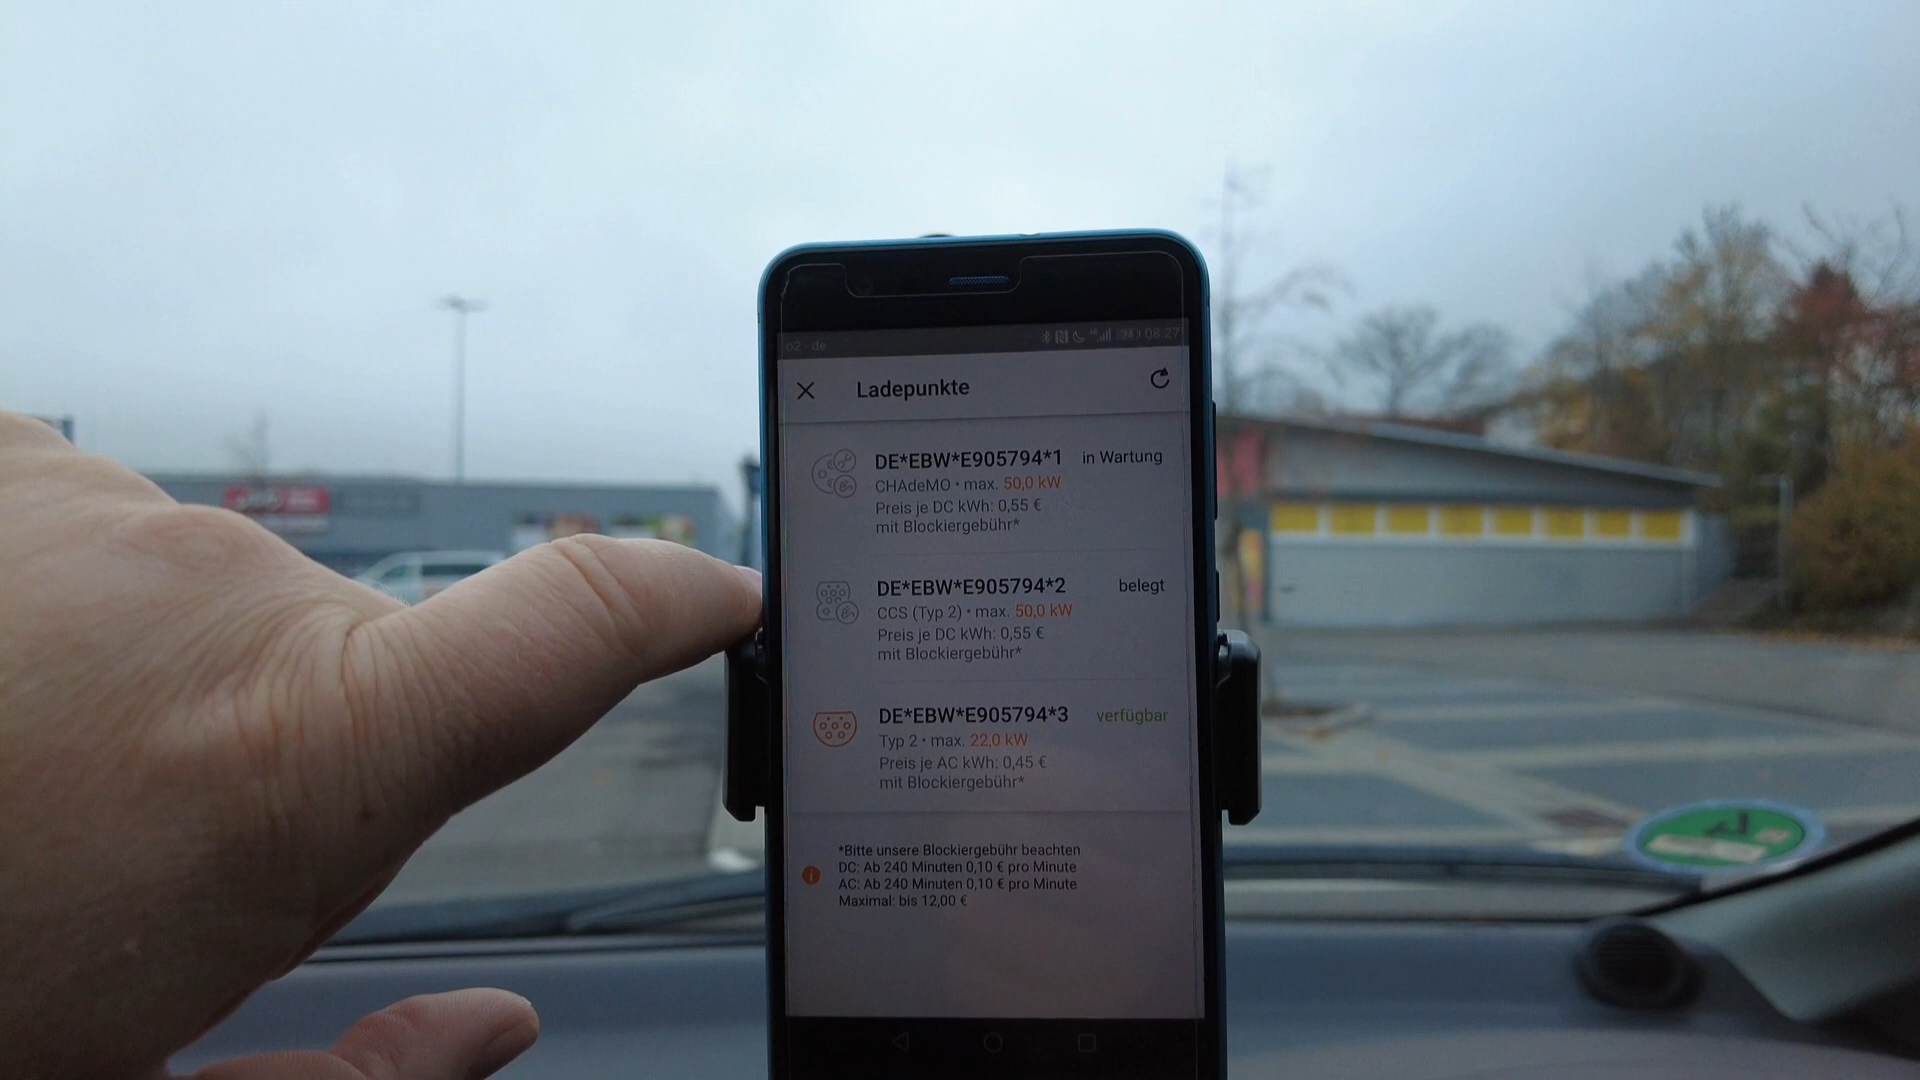 o2 - de
08:27
Ladepunkte
DE*EBW*E905794*1 in Wartung
CHAdeMO • max. 50,0 kW
Preis je DC kWh: 0,55 €
mit Blockiergebühr*
DE*EBW*E905794*2 belegt
CCS (Typ 2) • max. 50,0 kW
Preis je DC kWh: 0,55 €
mit Blockiergebühr*
DE*EBW*E905794*3 verfügbar
Typ 2 • max. 22,0 kW
Preis je AC kWh: 0,45 €
mit Blockiergebühr*
*Bitte unsere Blockiergebühr beachten
DC: Ab 240 Minuten 0,10 € pro Minute
AC: Ab 240 Minuten 0,10 € pro Minute
Maximal: bis 12,00 €